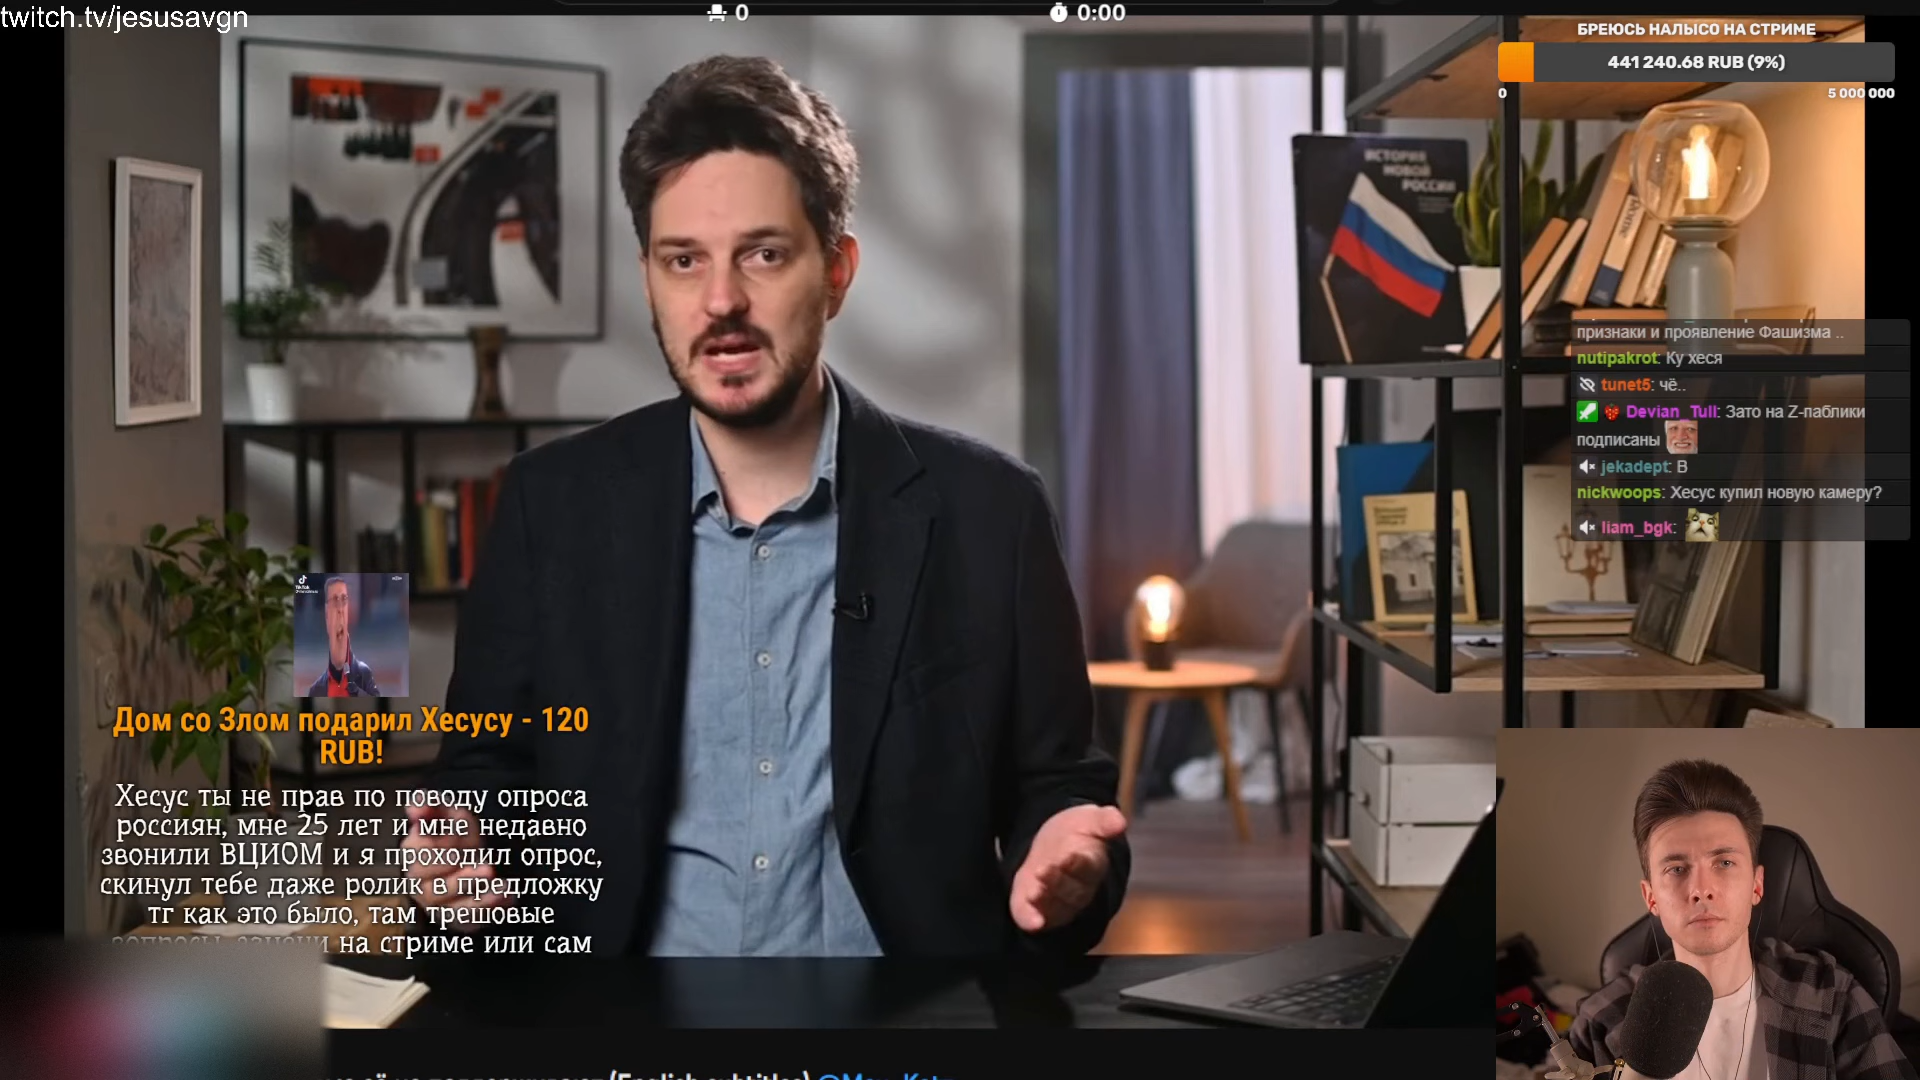 twitch.tv/jesusavgn
0
0:00
БРЕЮСЬ НАЛЫСО НА СТРИМЕ
441 240.68 RUB (9%)
0
5 000 000
ИСТОРИЯ
НОВОЙ
РОССИИ
признаки и проявление Фашизма ..
nutipakrot: Ку хеся
tunet5: чё..
Devian_Tull: Зато на Z-паблики
подписаны
jekadept: В
nickwoops: Хесус купил новую камеру?
liam_bgk:
Дом со Злом подарил Хесусу - 120
RUB!
Хесус ты не прав по поводу опроса
россиян, мне 25 лет и мне недавно
звонили ВЦИОМ и я проходил опрос,
скинул тебе даже ролик в предложку
тг как это было, там трешовые
вопросы, зацени на стриме или сам
(English subtitles)